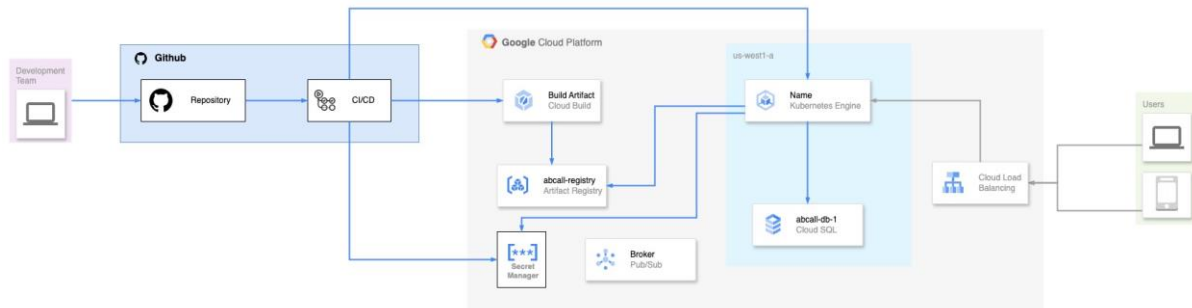 Development
Team
Github
Repository
CI/CD
Google Cloud Platform
Build Artifact
Cloud Build
abcall-registry
Artifact Registry
[***]
Secret
Manager
Broker
Pub/Sub
us-west1-a
Name
Kubernetes Engine
abcall-db-1
Cloud SQL
Cloud Load
Balancing
Users